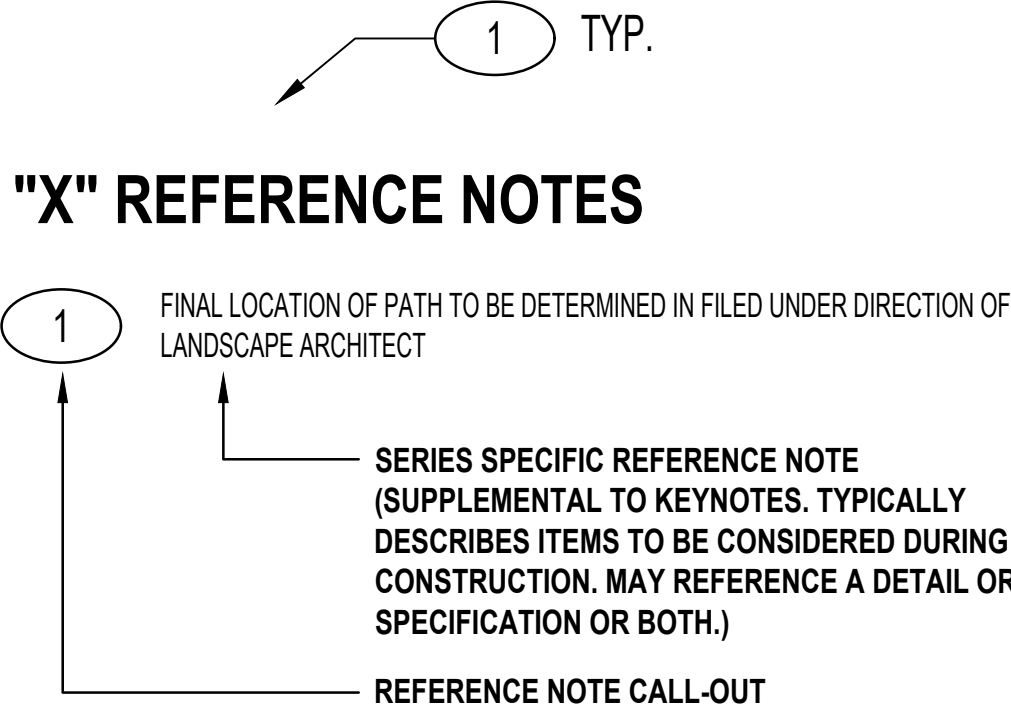 1 TYP.
"X" REFERENCE NOTES
1 FINAL LOCATION OF PATH TO BE DETERMINED IN FILED UNDER DIRECTION OF
LANDSCAPE ARCHITECT
SERIES SPECIFIC REFERENCE NOTE
(SUPPLEMENTAL TO KEYNOTES. TYPICALLY
DESCRIBES ITEMS TO BE CONSIDERED DURING
CONSTRUCTION. MAY REFERENCE A DETAIL OR
SPECIFICATION OR BOTH.)
REFERENCE NOTE CALL-OUT